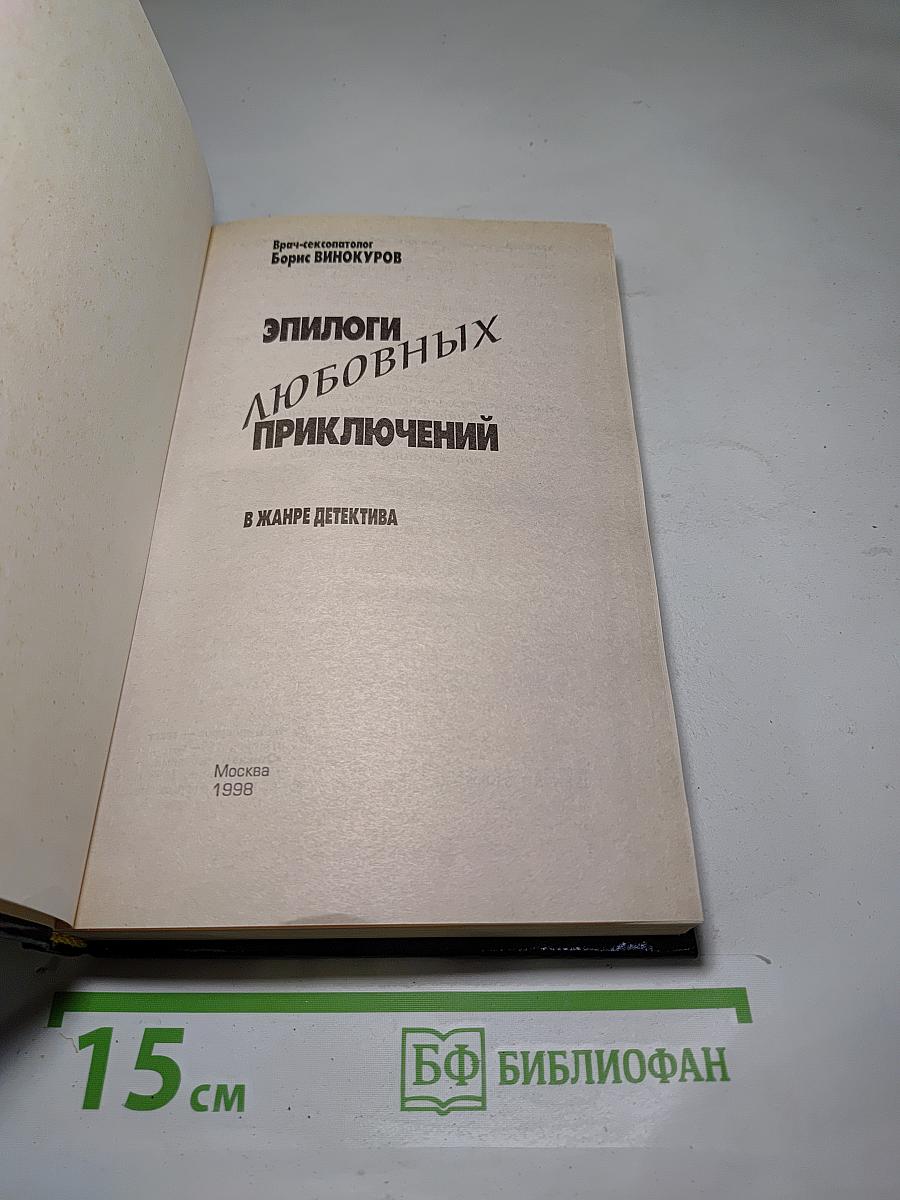 Врач-сексопатолог
Борис ВИНОКУРОВ
ЭПИЛОГИ
ЛЮБОВНЫХ
ПРИКЛЮЧЕНИЙ
В ЖАНРЕ ДЕТЕКТИВА
Москва
1998
15 см
БФ БИБЛИОФАН